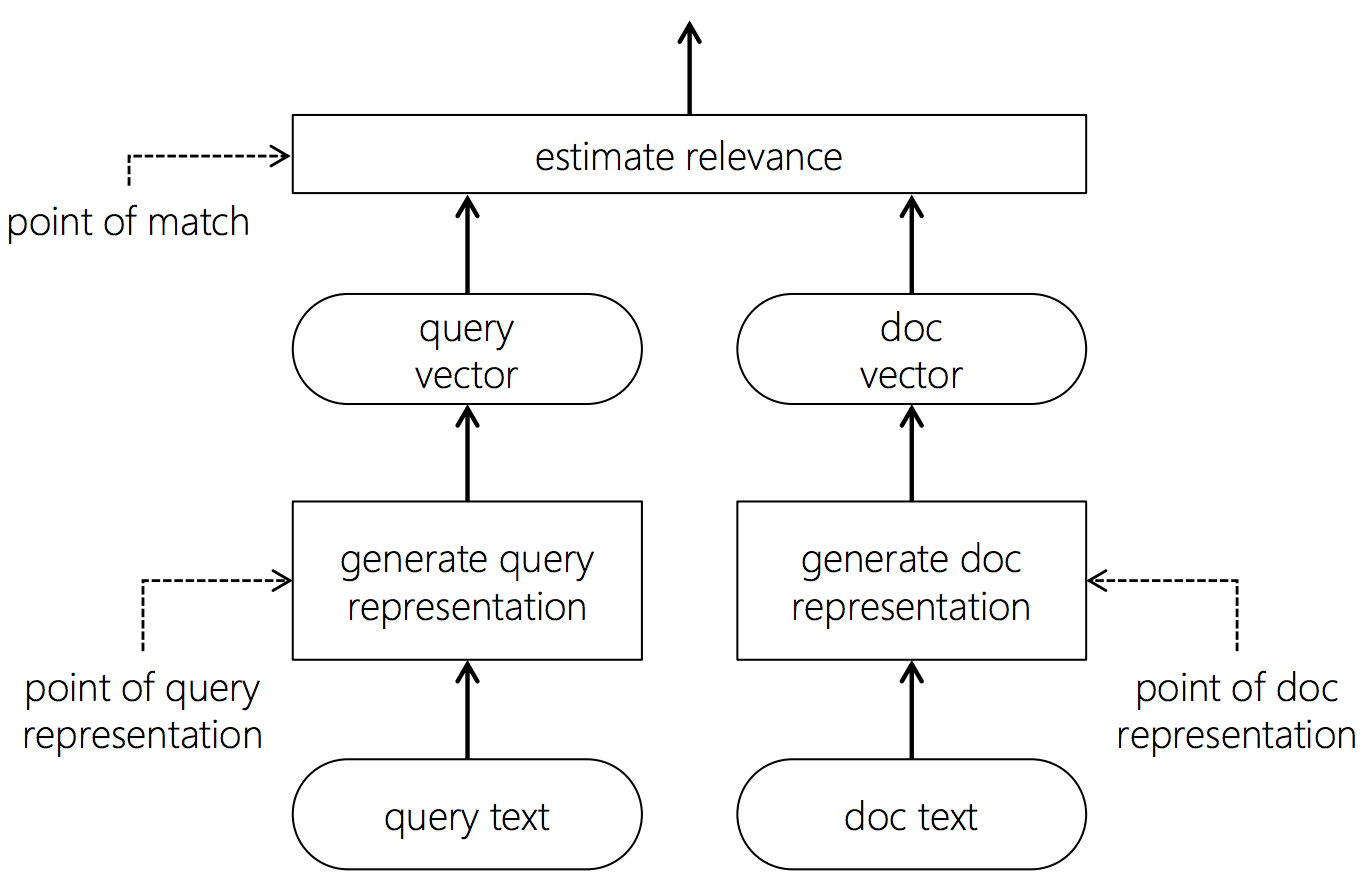 estimate relevance
point of match
query
vector
doc
vector
generate query
representation
generate doc
representation
point of query
representation
point of doc
representation
query text
doc text